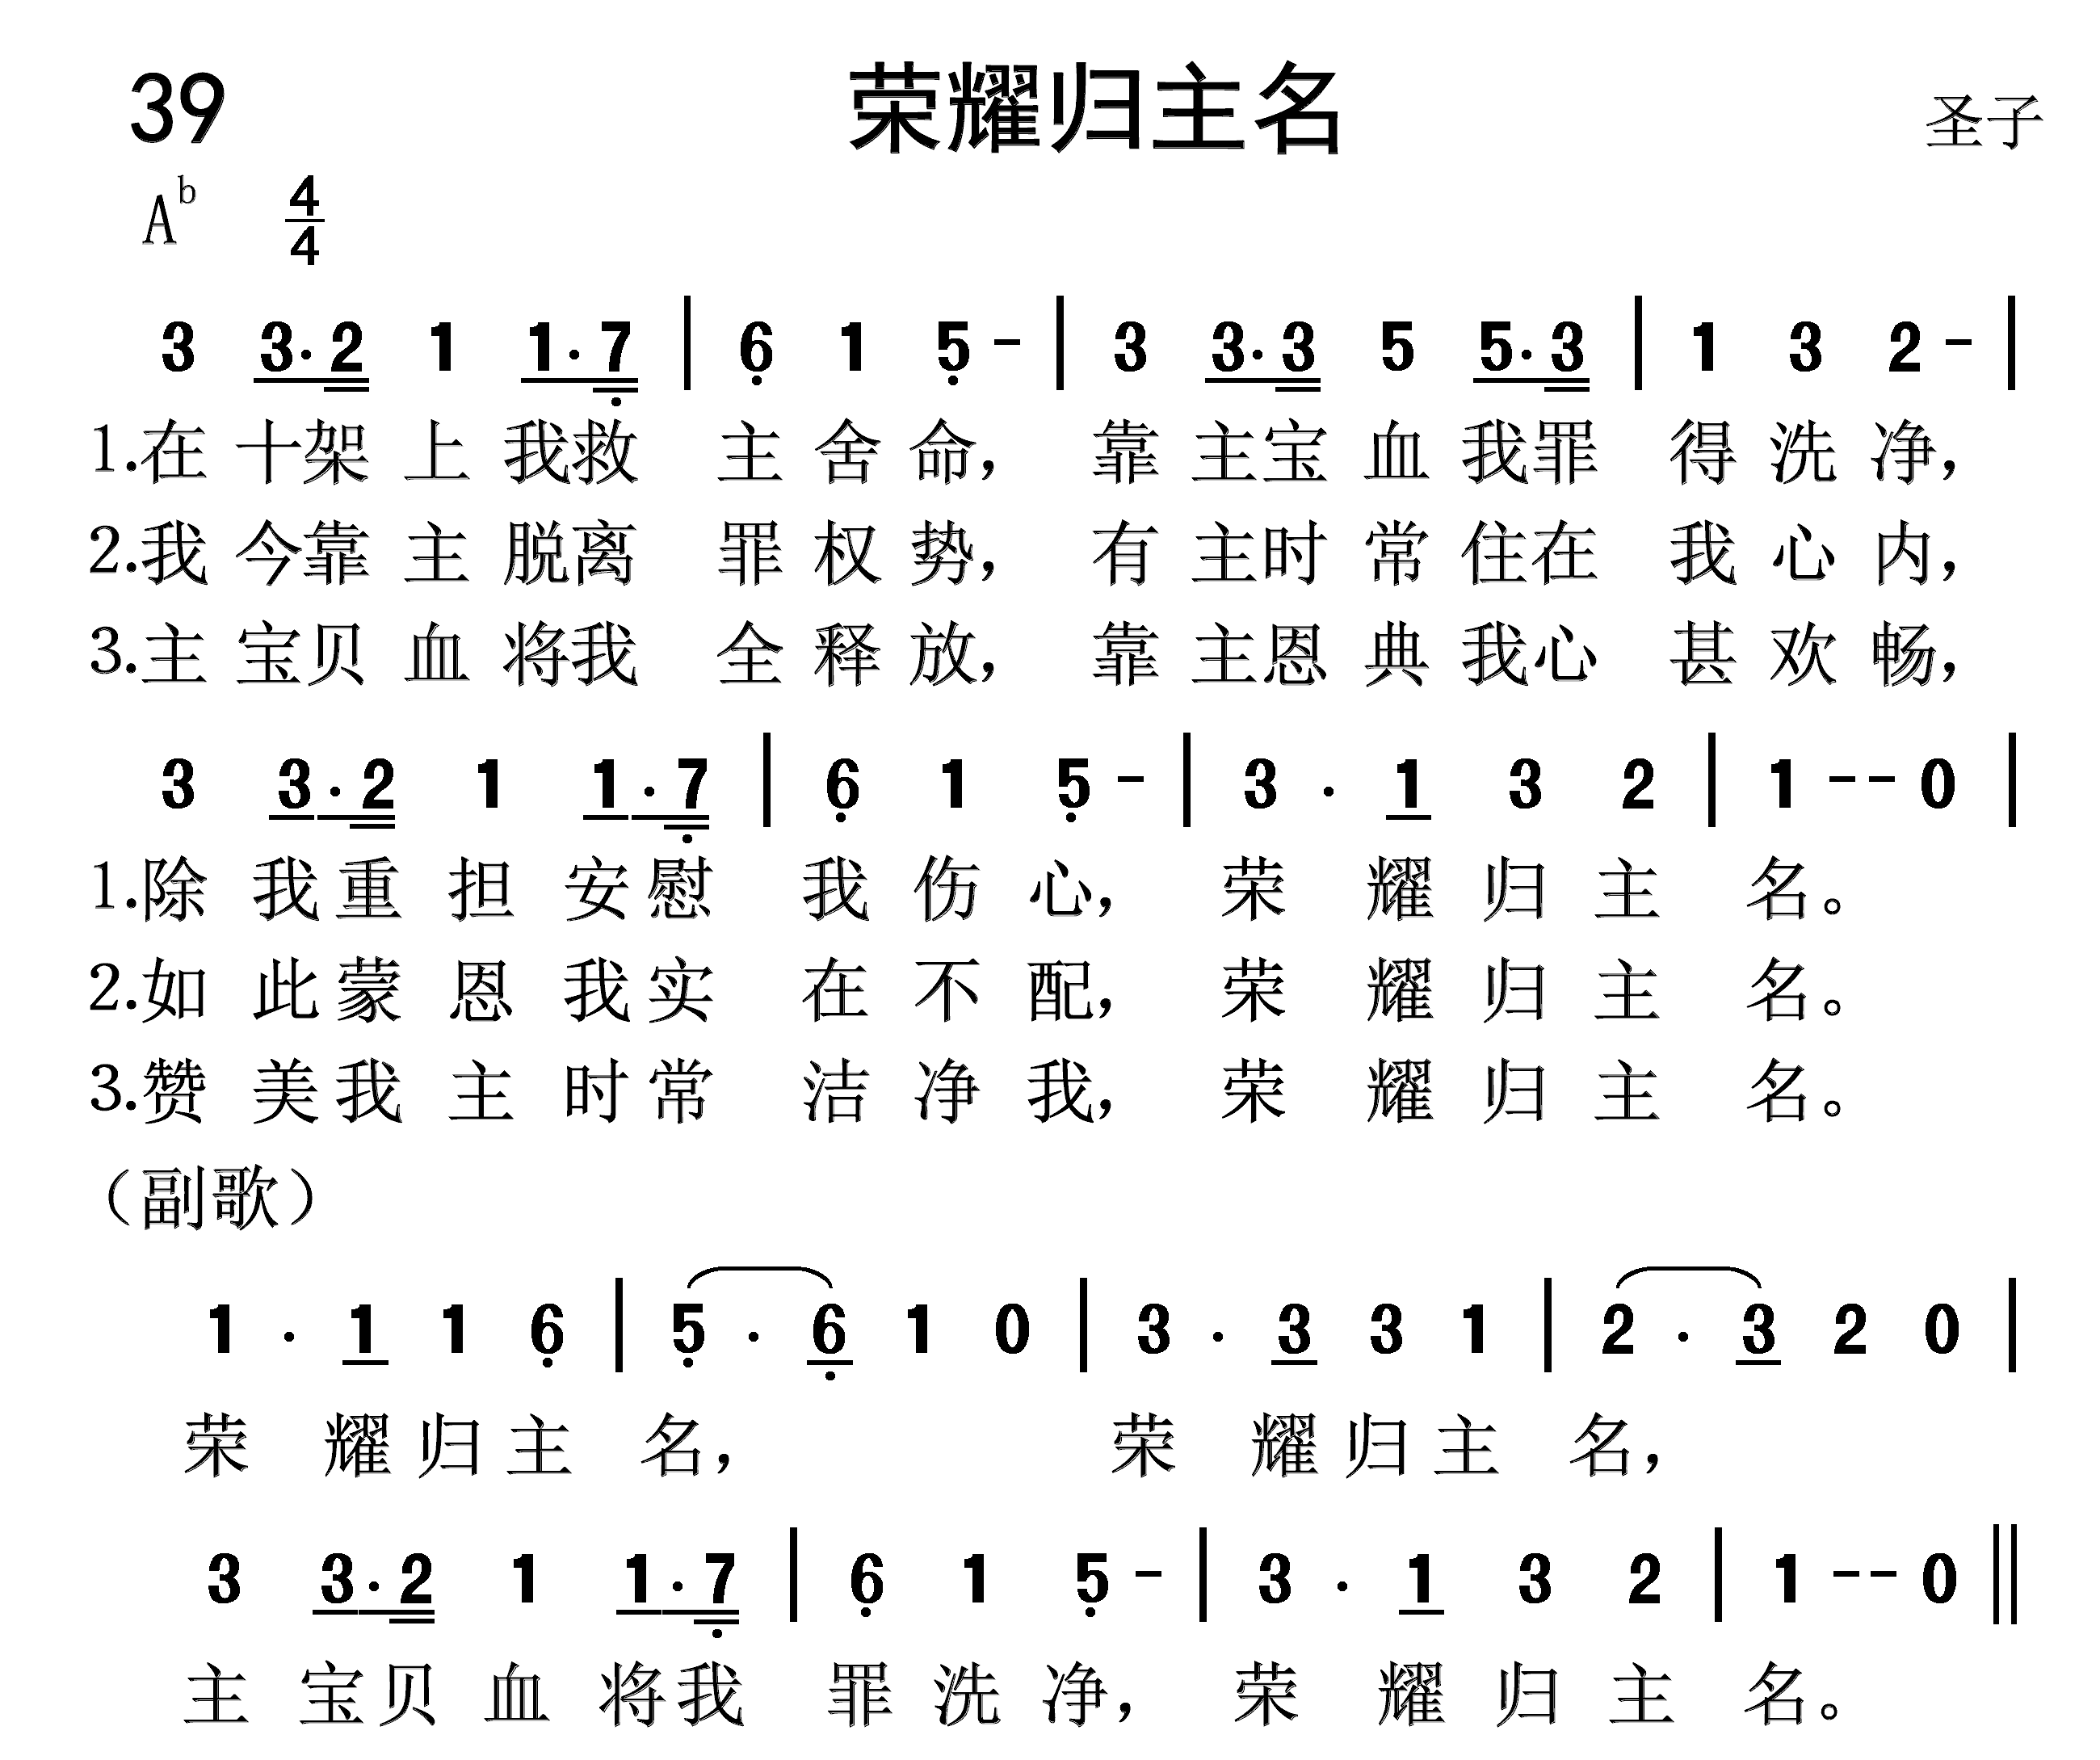 39 荣耀归主名 圣子
A♭ 4/4
3 3·2 1 1·7̣ | 6̣ 1 5̣ - | 3 3·3 5 5·3 | 1 3 2 - |
1.在 十架 上 我救 主 舍 命， 靠 主宝 血 我罪 得 洗 净，
2.我 今靠 主 脱离 罪 权 势， 有 主时 常 住在 我 心 内，
3.主 宝贝 血 将我 全 释 放， 靠 主恩 典 我心 甚 欢 畅，
3 3·2 1 1·7̣ | 6̣ 1 5̣ - | 3 · 1 3 2 | 1 - - 0 |
1.除 我重 担 安慰 我 伤 心， 荣 耀 归 主 名。
2.如 此蒙 恩 我实 在 不 配， 荣 耀 归 主 名。
3.赞 美我 主 时常 洁 净 我， 荣 耀 归 主 名。
（副歌）
1 · 1 1 6̣ | 5̣ · 6̣ 1 0 | 3 · 3 3 1 | 2 · 3 2 0 |
荣 耀 归 主 名， 荣 耀 归 主 名，
3 3·2 1 1·7̣ | 6̣ 1 5̣ - | 3 · 1 3 2 | 1 - - 0 ‖
主 宝贝 血 将我 罪 洗 净， 荣 耀 归 主 名。